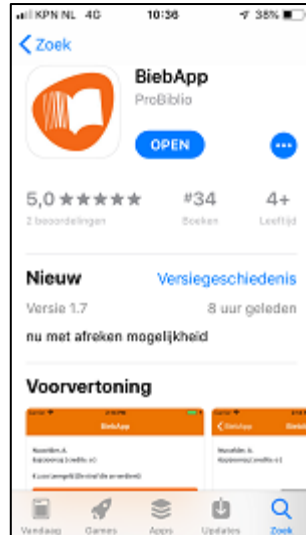 KPN NL 4G 10:36 38%
Zoek
BiebApp
ProBiblio
OPEN
5,0 ★★★★★ #34 4+
2 beoordelingen Boeken Leeftijd
Nieuw Versiegeschiedenis
Versie 1.7 8 uur geleden
nu met afreken mogelijkheid
Voorvertoning
BiebApp
Vandaag Games Apps Updates Zoek